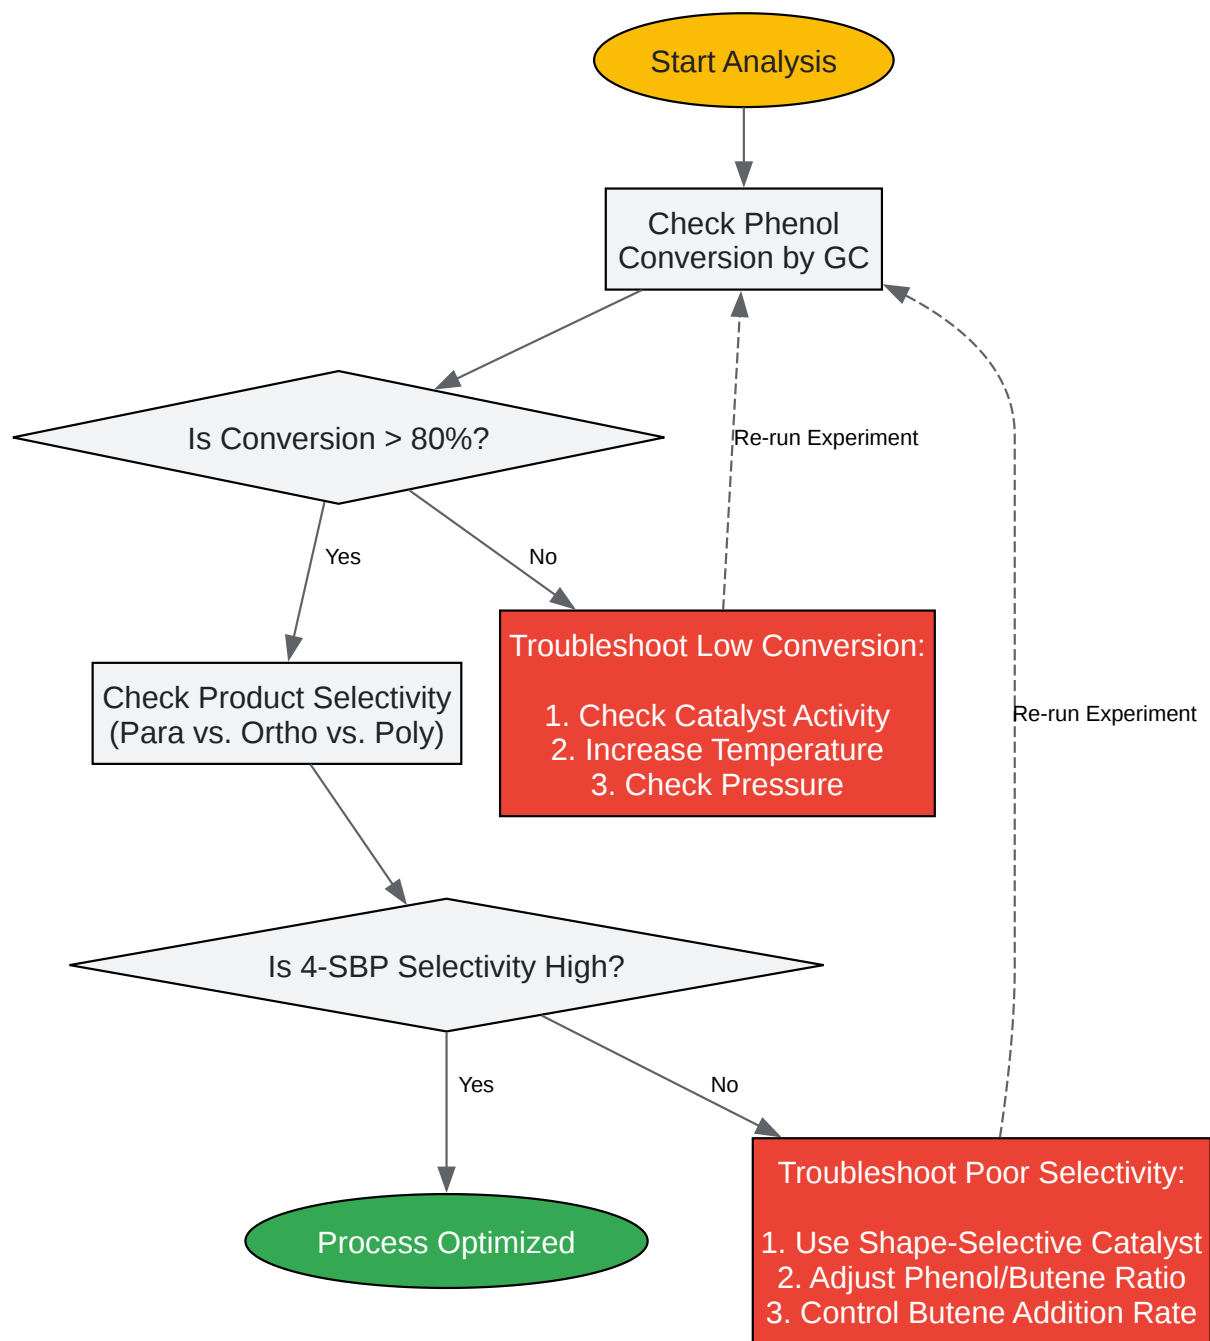 Start Analysis
Check Phenol
Conversion by GC
Is Conversion > 80%?
Re-run Experiment
Yes
No
Troubleshoot Low Conversion:
1. Check Catalyst Activity
2. Increase Temperature
3. Check Pressure
Check Product Selectivity
(Para vs. Ortho vs. Poly)
Re-run Experiment
Is 4-SBP Selectivity High?
Yes
No
Process Optimized
Troubleshoot Poor Selectivity:
1. Use Shape-Selective Catalyst
2. Adjust Phenol/Butene Ratio
3. Control Butene Addition Rate